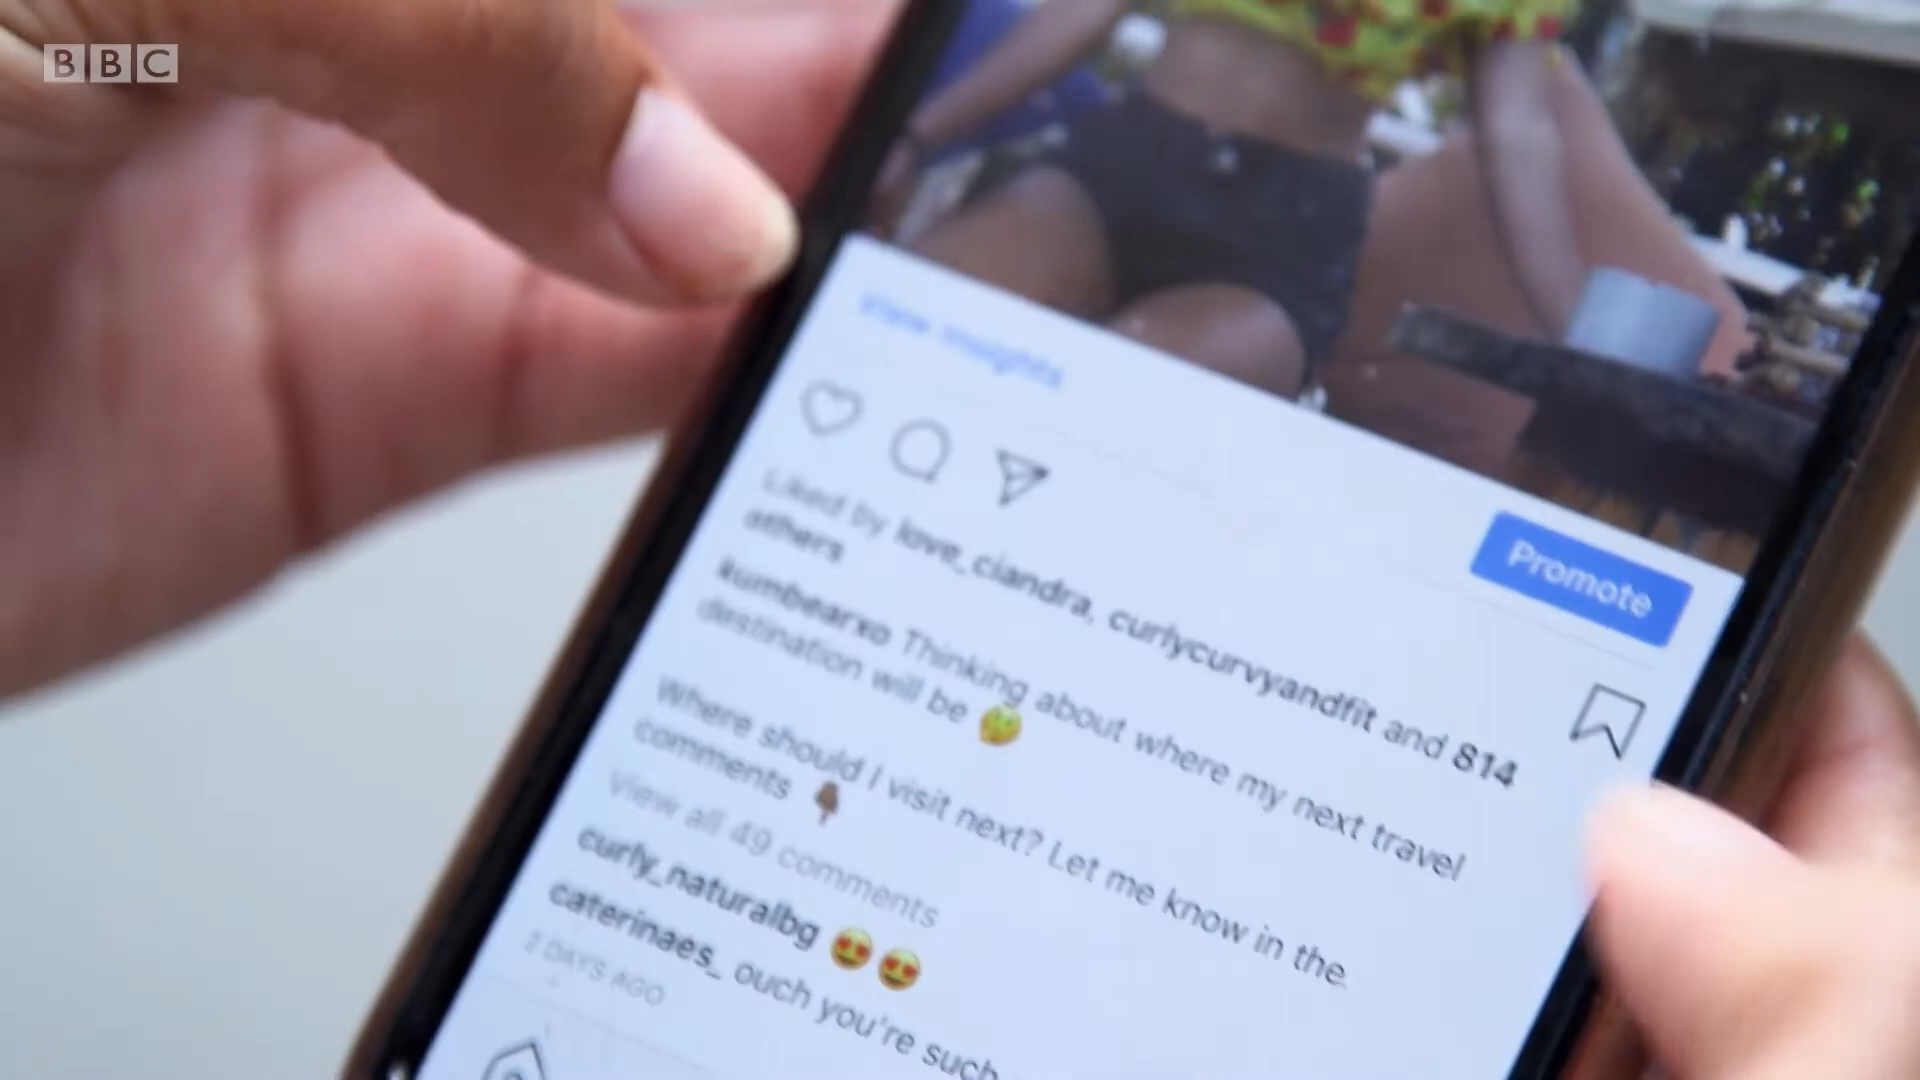 BBC
View Insights
Promote
Liked by love_ciandra, curlycurvyandfit and 814
others
kumbearxo Thinking about where my next travel
destination will be 🤔
Where should I visit next? Let me know in the
comments 👇🏾
View all 49 comments
curly_naturalbg 😍😍
caterinaes_ ouch you're such
2 DAYS AGO